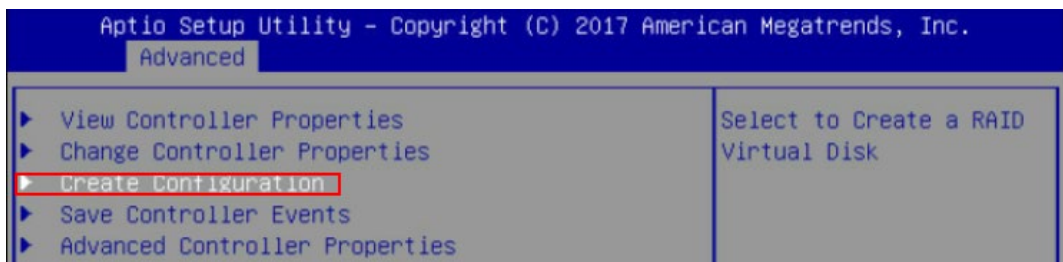 Aptio Setup Utility – Copyright (C) 2017 American Megatrends, Inc.
Advanced
View Controller Properties
Change Controller Properties
Create Configuration
Save Controller Events
Advanced Controller Properties
Select to Create a RAID
Virtual Disk